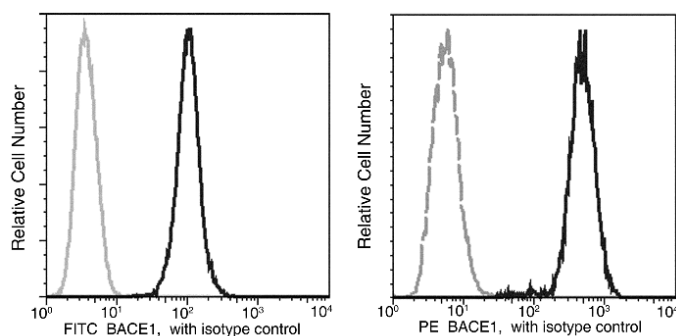 Relative Cell Number
10⁰ 10¹ 10² 10³ 10⁴
FITC BACE1, with isotype control
Relative Cell Number
10⁰ 10¹ 10² 10³ 10⁴
PE BACE1, with isotype control